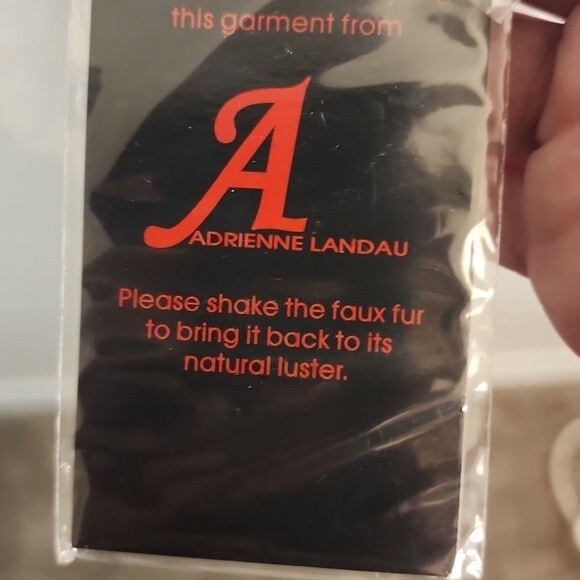 this garment from
A
ADRIENNE LANDAU
Please shake the faux fur
to bring it back to its
natural luster.